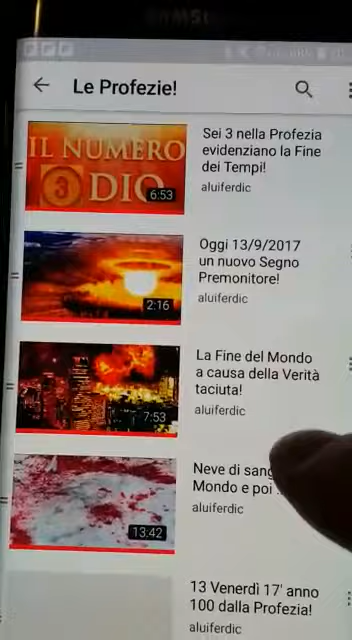 SAMSUNG
Le Profezie!
IL NUMERO
3 DIO
6:53
Sei 3 nella Profezia
evidenziano la Fine
dei Tempi!
aluiferdic
2:16
Oggi 13/9/2017
un nuovo Segno
Premonitore!
aluiferdic
7:53
La Fine del Mondo
a causa della Verità
taciuta!
aluiferdic
13:42
Neve di
Mondo e poi
aluiferdic
13 Venerdì 17' anno
100 dalla Profezia!
aluiferdic